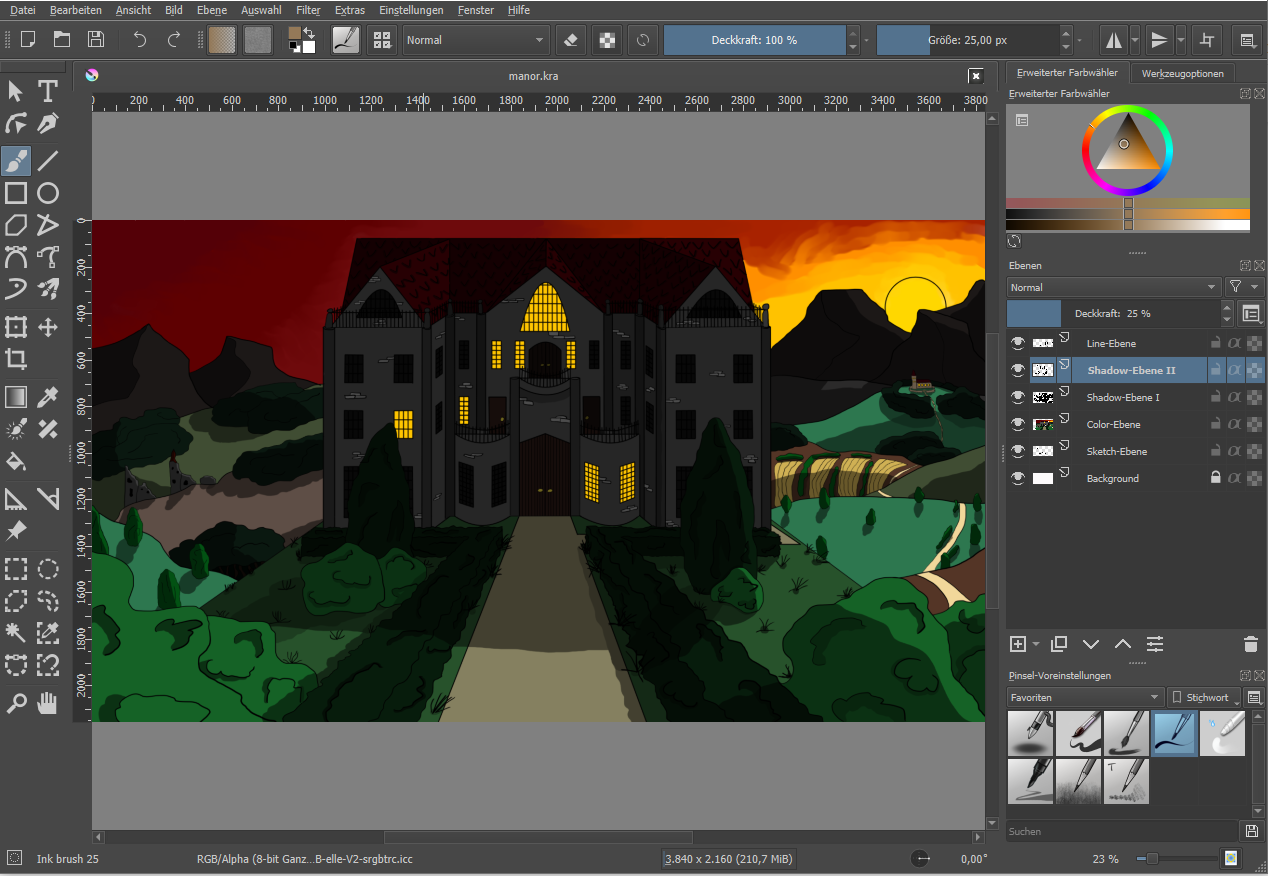 Datei Bearbeiten Ansicht Bild Ebene Auswahl Filter Extras Einstellungen Fenster Hilfe
Normal Deckkraft: 100 % Größe: 25,00 px
manor.kra
Erweiterter Farbwähler Werkzeugoptionen
Erweiterter Farbwähler
0 200 400 600 800 1000 1200 1400 1600 1800 2000 2200 2400 2600 2800 3000 3200 3400 3600 3800
0 200 400 600 800 1000 1200 1400 1600 1800 2000
Ebenen
Normal
Deckkraft: 25 %
Line-Ebene
Shadow-Ebene II
Shadow-Ebene I
Color-Ebene
Sketch-Ebene
Background
Pinsel-Voreinstellungen
Favoriten Stichwort
T
Suchen
Ink brush 25 RGB/Alpha (8-bit Ganz...B-elle-V2-srgbtrc.icc 3.840 x 2.160 (210,7 MiB) 0,00° 23 %